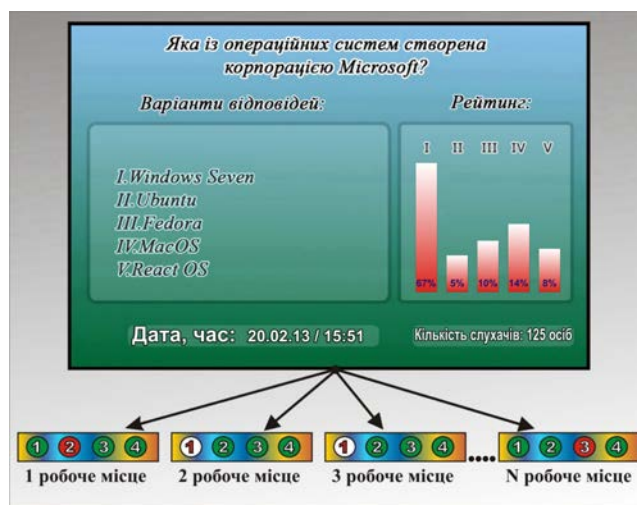 Яка із операційних систем створена
корпорацією Microsoft?
Варіанти відповідей:
Рейтинг:
I II III IV V
I.Windows Seven
II.Ubuntu
III.Fedora
IV.MacOS
V.React OS
67% 5% 10% 14% 8%
Дата, час: 20.02.13 / 15:51
Кількість слухачів: 125 осіб
1 2 3 4
1 2 3 4
1 2 3 4
....
1 2 3 4
1 робоче місце
2 робоче місце
3 робоче місце
N робоче місце